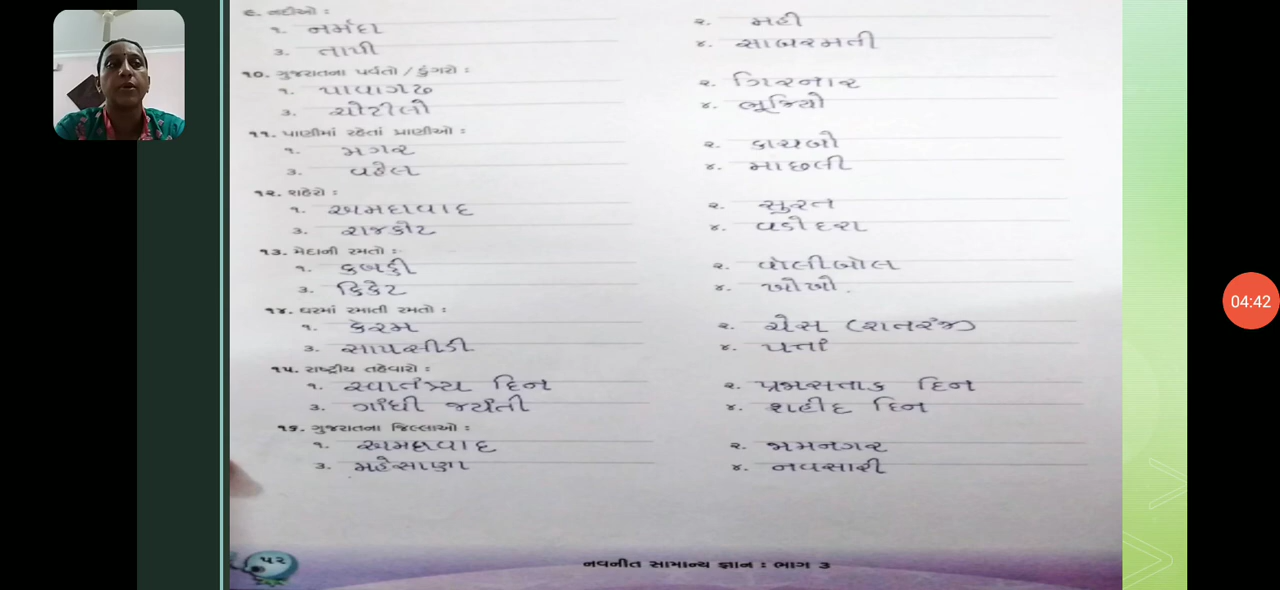 ૯. નદીઓ :
૧. નર્મદા ૨. મહી
૩. તાપી ૪. સાબરમતી
૧૦. ગુજરાતના પર્વતો / ડુંગરો :
૧. પાવાગઢ ૨. ગિરનાર
૩. ચોટીલો ૪. ભૂજિયો
૧૧. પાણીમાં રહેતાં પ્રાણીઓ :
૧. મગર ૨. કાચબો
૩. વ્હેલ ૪. માછલી
૧૨. શહેરો :
૧. અમદાવાદ ૨. સુરત
૩. રાજકોટ ૪. વડોદરા
૧૩. મેદાની રમતો :
૧. કબડ્ડી ૨. વોલીબોલ
૩. ક્રિકેટ ૪. ખોખો.
૧૪. ઘરમાં રમાતી રમતો :
૧. કેરમ ૨. ચેસ (શતરંજ)
૩. સાપસીડી ૪. પત્તાં
૧૫. રાષ્ટ્રીય તહેવારો :
૧. સ્વાતંત્ર્ય દિન ૨. પ્રજાસત્તાક દિન
૩. ગાંધી જયંતી ૪. શહીદ દિન
૧૬. ગુજરાતના જિલ્લાઓ :
૧. અમદાવાદ ૨. જામનગર
૩. મહેસાણા ૪. નવસારી
૫૨ નવનીત સામાન્ય જ્ઞાન : ભાગ ૩
04:42